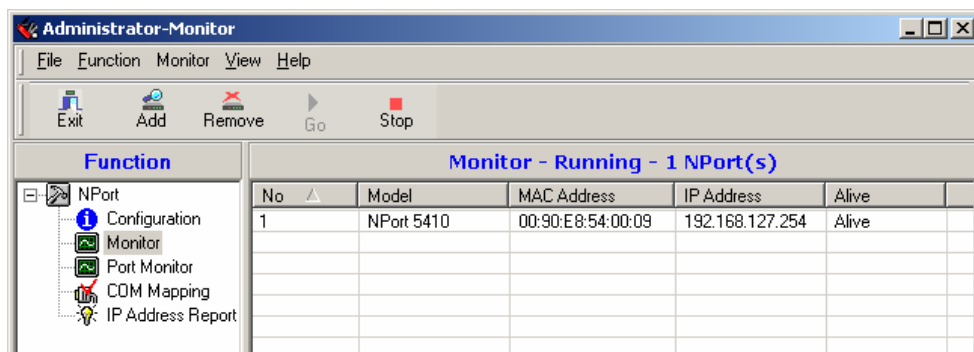 Administrator-Monitor
File Function Monitor View Help
Exit Add Remove Go Stop
Function
NPort
Configuration
Monitor
Port Monitor
COM Mapping
IP Address Report
Monitor - Running - 1 NPort(s)
No Model MAC Address IP Address Alive
1 NPort 5410 00:90:E8:54:00:09 192.168.127.254 Alive